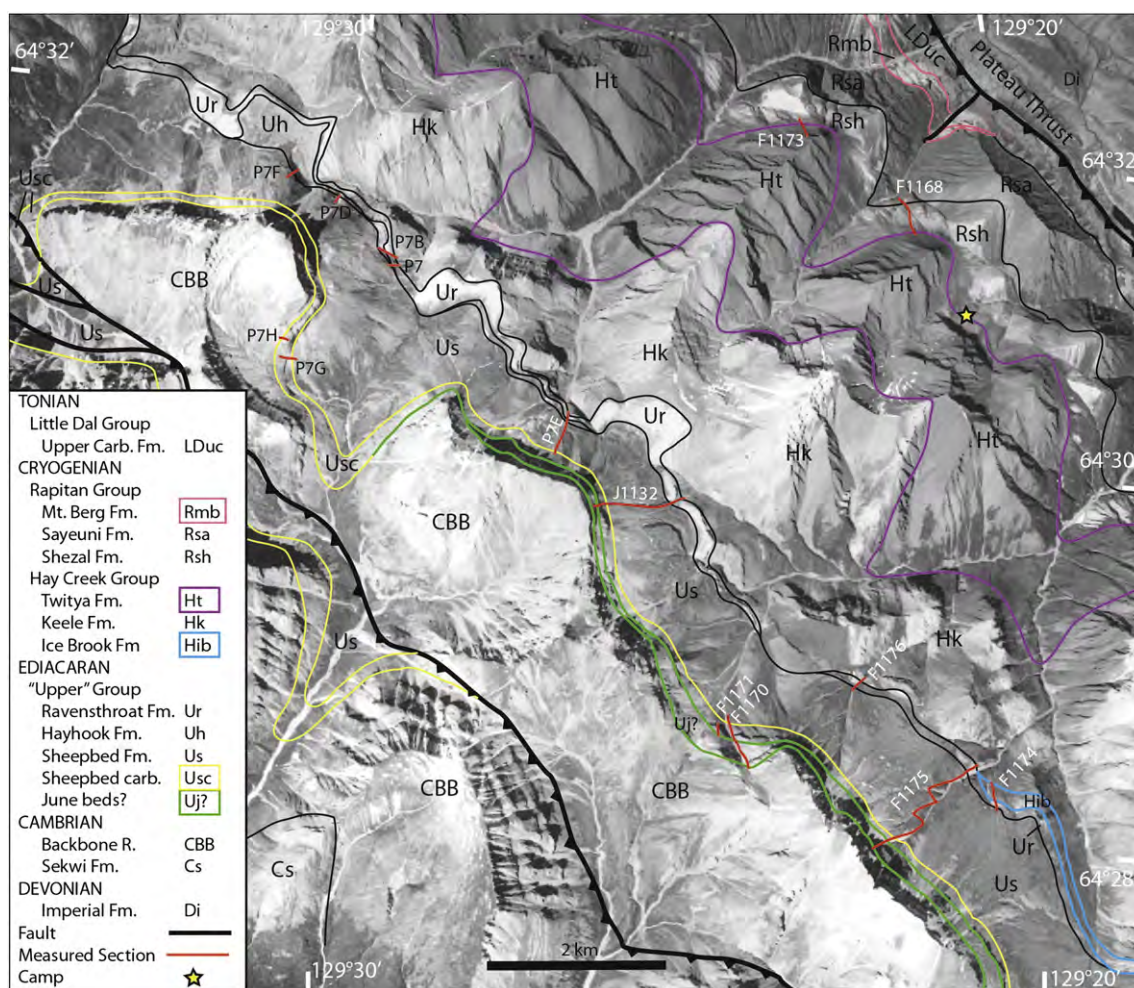 129°30'
129°20'
64°32'
LDuc
Rmb
Plateau Thrust
Di
Ht
Rsa
Ur
Uh
Hk
Rsh
F1173
64°32'
P7F
Ht
Rsa
Usc
P7D
F1168
Rsh
CBB
P7B
P7
Us
Ur
Ht
Us
Us
Hk
P7H
P7G
Ur
P7E
Ht
Usc
Hk
64°30'
J1132
CBB
Us
Us
Hk
F1176
F1171
F1170
Uj?
F1174
CBB
CBB
F1175
Hib
Ur
64°28'
Cs
Us
2 km
129°30'
129°20'
TONIAN
Little Dal Group
Upper Carb. Fm. LDuc
CRYOGENIAN
Rapitan Group
Mt. Berg Fm. Rmb
Sayeuni Fm. Rsa
Shezal Fm. Rsh
Hay Creek Group
Twitya Fm. Ht
Keele Fm. Hk
Ice Brook Fm Hib
EDIACARAN
“Upper” Group
Ravensthroat Fm. Ur
Hayhook Fm. Uh
Sheepbed Fm. Us
Sheepbed carb. Usc
June beds? Uj?
CAMBRIAN
Backbone R. CBB
Sekwi Fm. Cs
DEVONIAN
Imperial Fm. Di
Fault
Measured Section
Camp